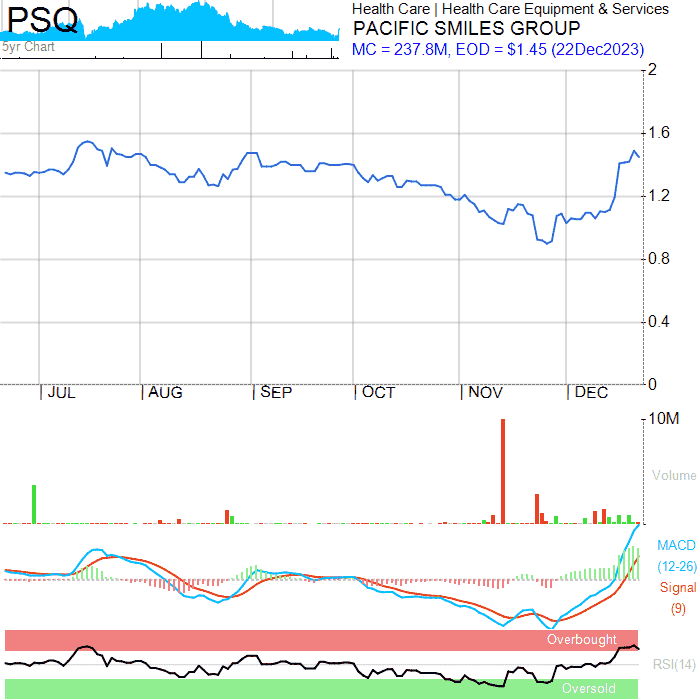 PSQ
5yr Chart
Health Care | Health Care Equipment & Services
PACIFIC SMILES GROUP
MC = 237.8M, EOD = $1.45 (22Dec2023)
2
1.6
1.2
0.8
0.4
0
| JUL | AUG | SEP | OCT | NOV | DEC
10M
Volume
MACD
(12-26)
Signal
(9)
Overbought
RSI(14)
Oversold